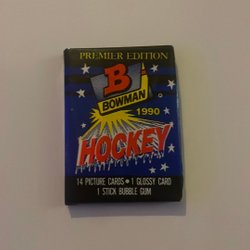 PREMIER EDITION
B
BOWMAN
1990
HOCKEY
14 PICTURE CARDS • 1 GLOSSY CARD
1 STICK BUBBLE GUM